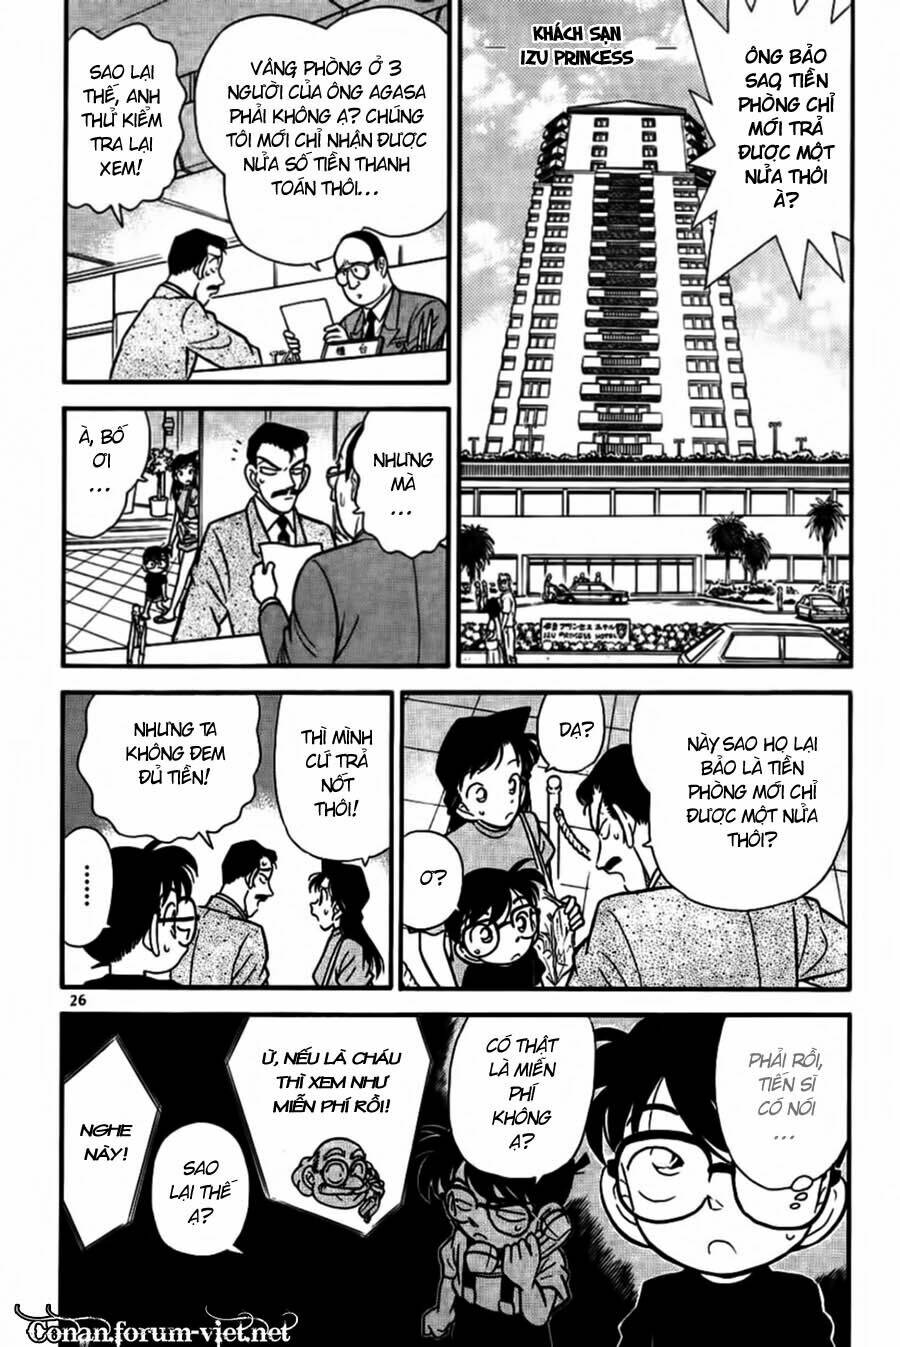 KHÁCH SẠN
IZU PRINCESS
ÔNG BẢO
SAO, TIỀN
PHÒNG CHỈ
MỚI TRẢ
ĐƯỢC MỘT
NỬA THÔI
À?
IZU PRINCESS HOTEL
VÂNG, PHÒNG Ở 3
NGƯỜI CỦA ÔNG AGASA
PHẢI KHÔNG Ạ? CHÚNG
TÔI MỚI CHỈ NHẬN ĐƯỢC
NỬA SỐ TIỀN THANH
TOÁN THÔI...
SAO LẠI
THẾ, ANH
THỬ KIỂM
TRA LẠI
XEM!
NHƯNG
MÀ
...
À, BỐ
ƠI
...
NÀY SAO HỌ LẠI
BẢO LÀ TIỀN
PHÒNG MỚI CHỈ
ĐƯỢC MỘT NỬA
THÔI?
DẠ?
Ơ?
THÌ MÌNH
CỨ TRẢ
NỐT
THÔI!
NHƯNG TA
KHÔNG ĐEM
ĐỦ TIỀN!
......
26
PHẢI RỒI,
TIẾN SĨ
CÓ NÓI
...
CÓ THẬT
LÀ MIỄN
PHÍ
KHÔNG
Ạ?
Ừ, NẾU LÀ CHÁU
THÌ XEM NHƯ
MIỄN PHÍ RỒI!
SAO
LẠI THẾ
Ạ?
NGHE
NÀY!
Conan.forum-viet.net